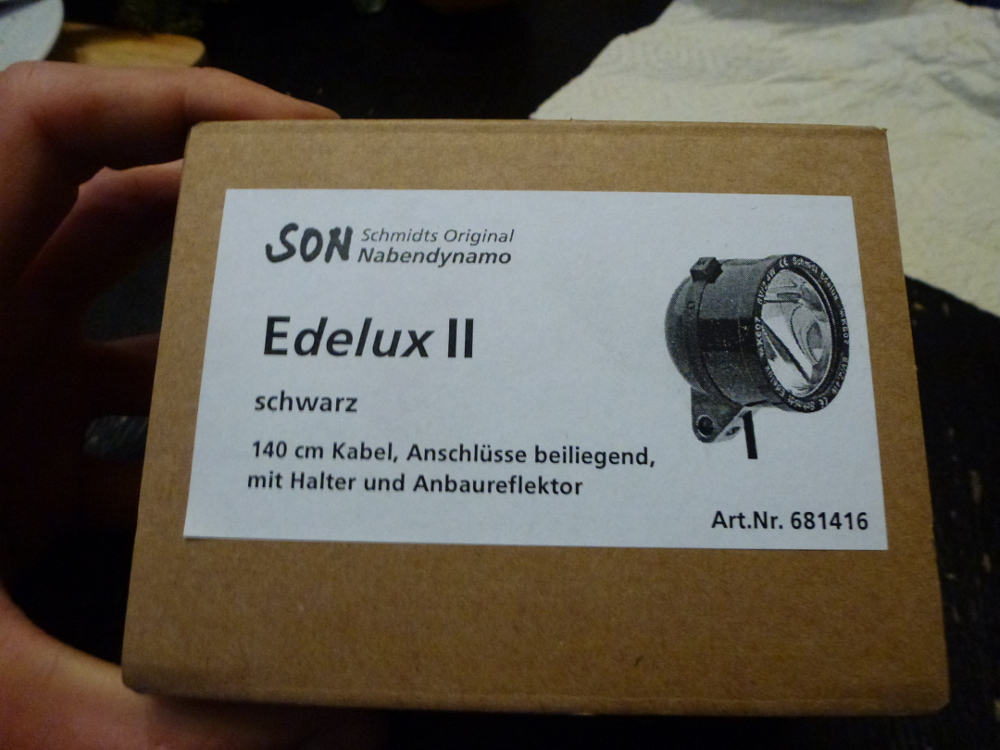 SON Schmidts Original
Nabendynamo
Edelux II
schwarz
140 cm Kabel, Anschlüsse beiliegend,
mit Halter und Anbaureflektor
Art.Nr. 681416